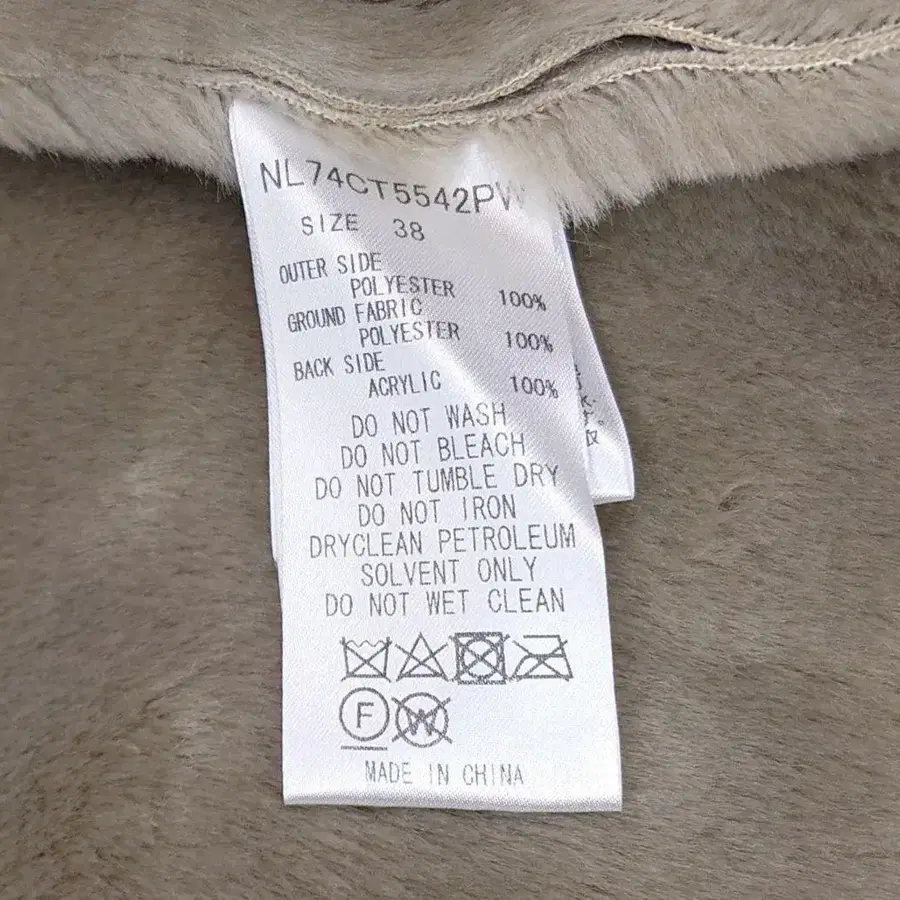 NL74CT5542PW
SIZE 38
OUTER SIDE
POLYESTER 100%
GROUND FABRIC
POLYESTER 100%
BACK SIDE
ACRYLIC 100%
DO NOT WASH
DO NOT BLEACH
DO NOT TUMBLE DRY
DO NOT IRON
DRYCLEAN PETROLEUM
SOLVENT ONLY
DO NOT WET CLEAN
F W
MADE IN CHINA